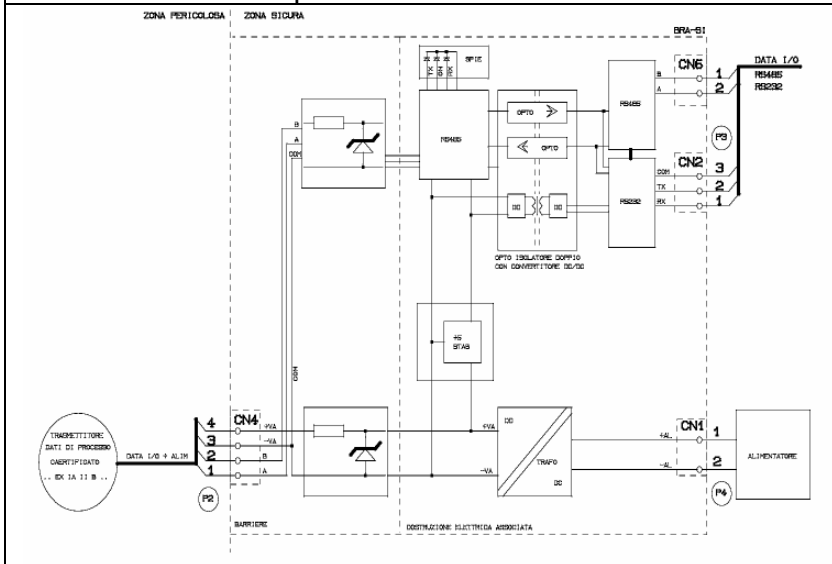 ZONA PERICOLOSA
ZONA SICURA
BRA-SI
SPIE
TX
ON
RX
RS485
OPTO
OPTO
DC
DC
OPTO ISOLATORE DOPPIO
CON CONVERTITORE DC/DC
RS485
RS232
B
A
CN6
1
2
DATA I/O
RS485
RS232
P3
COM
TX
RX
CN2
3
2
1
B
A
COM
COM
+5
STAB
TRASMETTITORE
DATI DI PROCESSO
CAERTIFICATO
.. EX IA II B ..
DATA I/O + ALIM
4
3
2
1
P2
CN4
+VA
-VA
B
A
+VA
-VA
DC
TRAFO
DC
+AL
-AL
CN1
1
2
P4
ALIMENTATORE
BARRIERE
COSTRUZIONE ELETTRICA ASSOCIATA